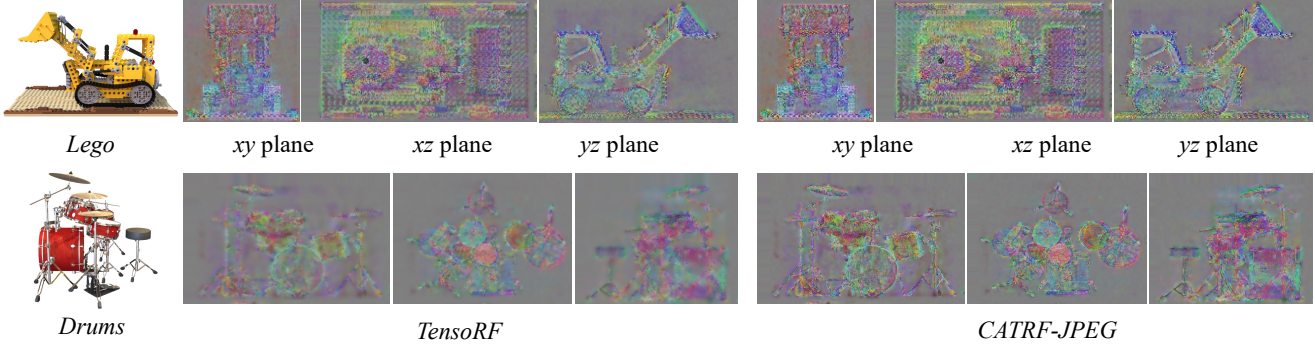 Lego
xy plane
xz plane
yz plane
xy plane
xz plane
yz plane
Drums
TensoRF
CATRF-JPEG